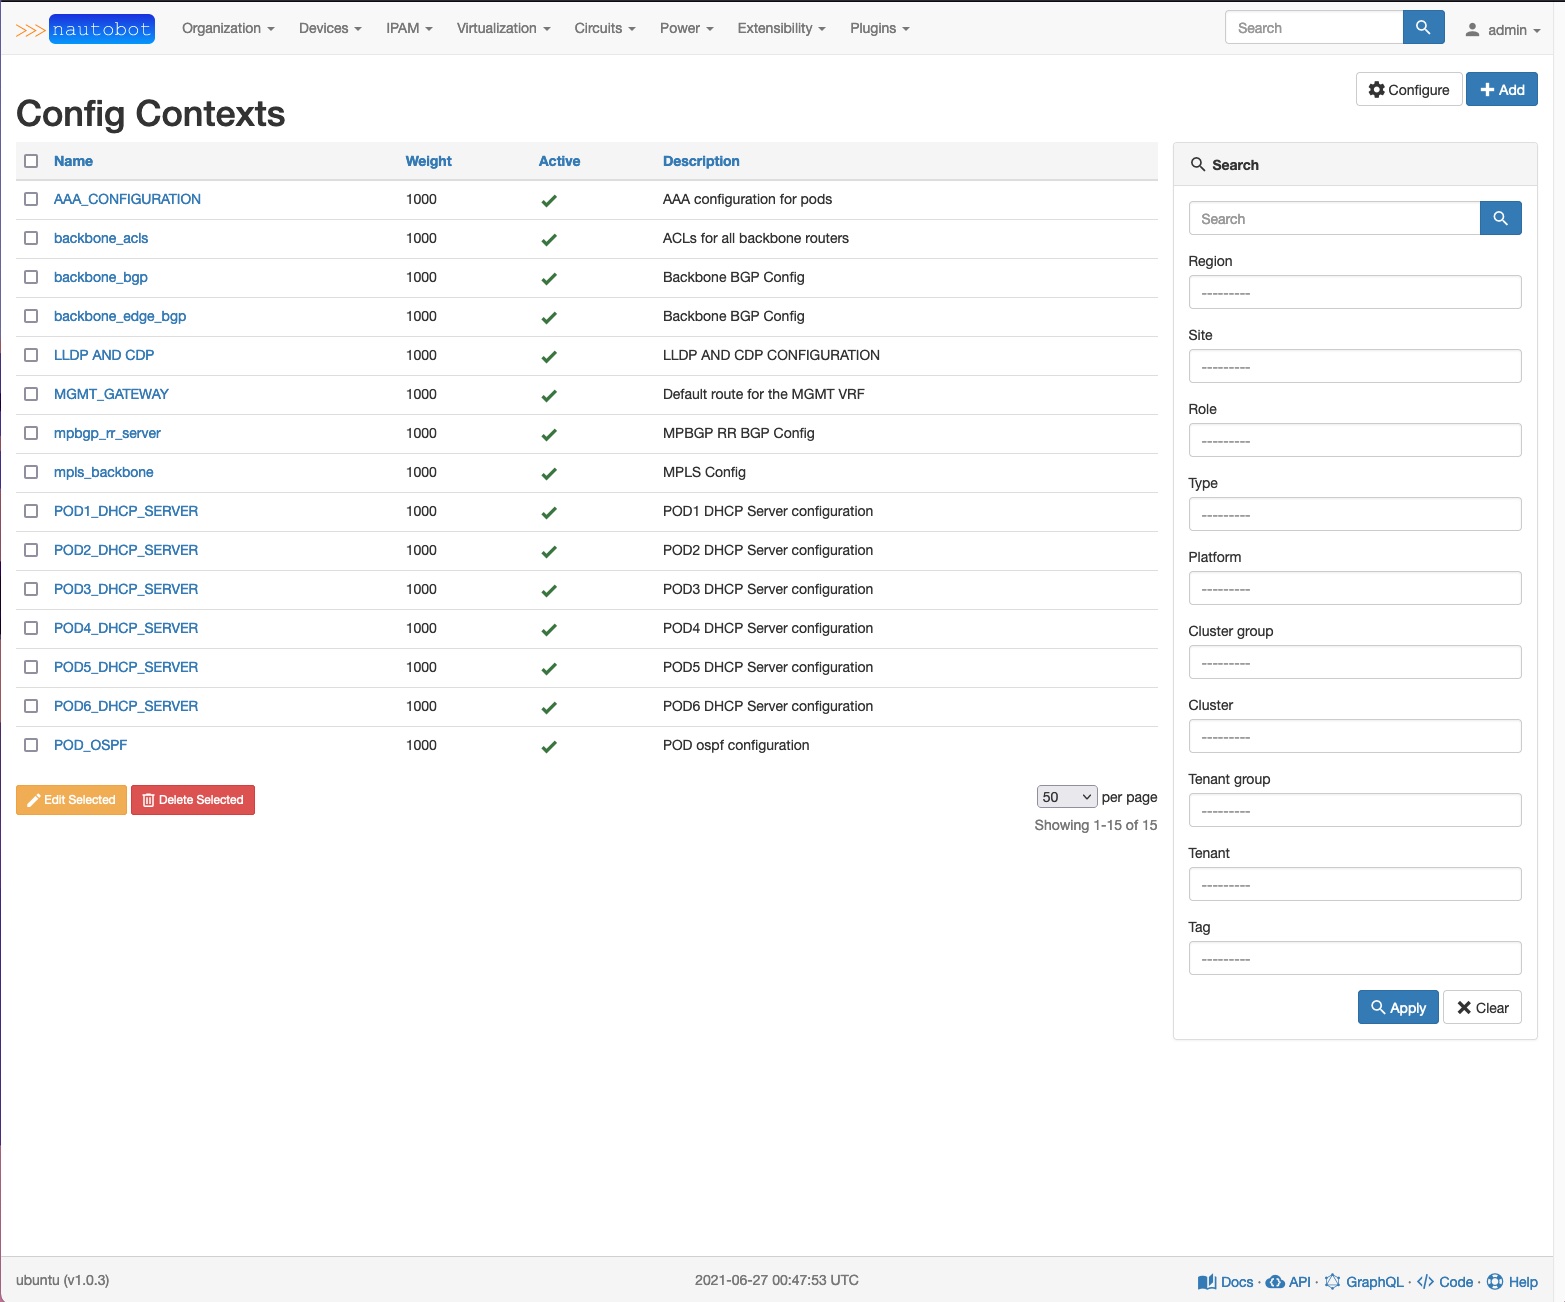 >>> nautobot Organization Devices IPAM Virtualization Circuits Power Extensibility Plugins Search admin
Configure Add
Config Contexts
Name Weight Active Description
AAA_CONFIGURATION 1000 AAA configuration for pods
backbone_acls 1000 ACLs for all backbone routers
backbone_bgp 1000 Backbone BGP Config
backbone_edge_bgp 1000 Backbone BGP Config
LLDP AND CDP 1000 LLDP AND CDP CONFIGURATION
MGMT_GATEWAY 1000 Default route for the MGMT VRF
mpbgp_rr_server 1000 MPBGP RR BGP Config
mpls_backbone 1000 MPLS Config
POD1_DHCP_SERVER 1000 POD1 DHCP Server configuration
POD2_DHCP_SERVER 1000 POD2 DHCP Server configuration
POD3_DHCP_SERVER 1000 POD3 DHCP Server configuration
POD4_DHCP_SERVER 1000 POD4 DHCP Server configuration
POD5_DHCP_SERVER 1000 POD5 DHCP Server configuration
POD6_DHCP_SERVER 1000 POD6 DHCP Server configuration
POD_OSPF 1000 POD ospf configuration
Edit Selected Delete Selected
50 per page
Showing 1-15 of 15
Search
Search
Region
---------
Site
---------
Role
---------
Type
---------
Platform
---------
Cluster group
---------
Cluster
---------
Tenant group
---------
Tenant
---------
Tag
---------
Apply Clear
ubuntu (v1.0.3) 2021-06-27 00:47:53 UTC Docs · API · GraphQL · Code · Help